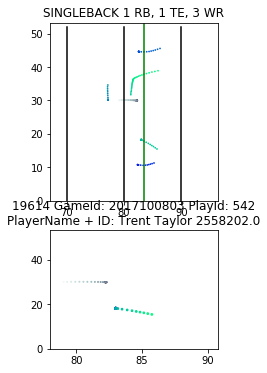 SINGLEBACK 1 RB, 1 TE, 3 WR
50
40
30
20
10
0
70 80 90
19614 GameId: 2017100803 PlayId: 542
PlayerName + ID: Trent Taylor 2558202.0
40
20
0
80 85 90